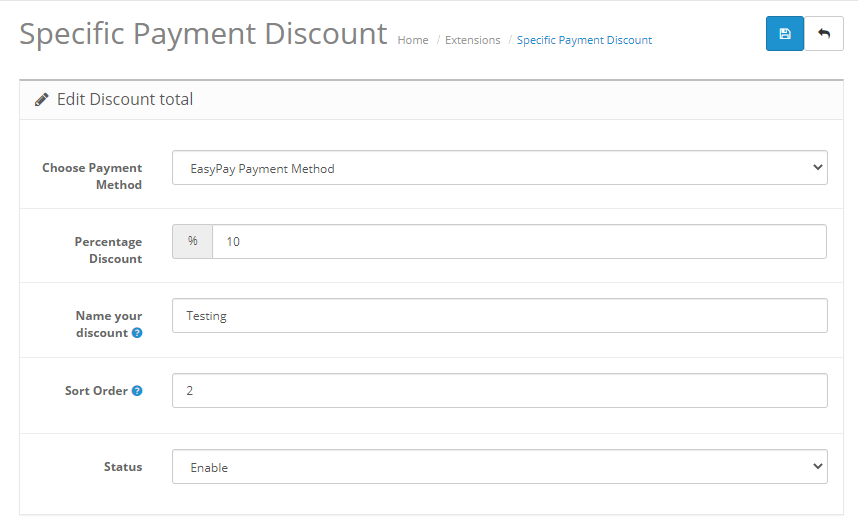 Specific Payment Discount
Home / Extensions / Specific Payment Discount
Edit Discount total
Choose Payment
Method
EasyPay Payment Method
Percentage
Discount
% 10
Name your
discount ?
Testing
Sort Order ?
2
Status
Enable